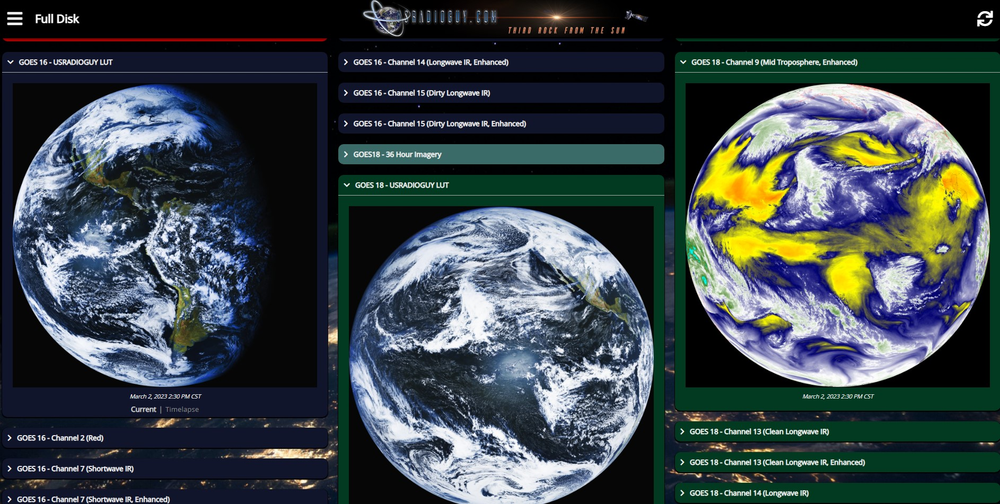 Full Disk
USRADIOGUY.COM
THIRD ROCK FROM THE SUN
GOES 16 - USRADIOGUY LUT
March 2, 2023 2:30 PM CST
Current | Timelapse
GOES 16 - Channel 2 (Red)
GOES 16 - Channel 7 (Shortwave IR)
GOES 16 - Channel 7 (Shortwave IR, Enhanced)
GOES 16 - Channel 14 (Longwave IR, Enhanced)
GOES 16 - Channel 15 (Dirty Longwave IR)
GOES 16 - Channel 15 (Dirty Longwave IR, Enhanced)
GOES18 - 36 Hour Imagery
GOES 18 - USRADIOGUY LUT
GOES 18 - Channel 9 (Mid Troposphere, Enhanced)
March 2, 2023 2:30 PM CST
GOES 18 - Channel 13 (Clean Longwave IR)
GOES 18 - Channel 13 (Clean Longwave IR, Enhanced)
GOES 18 - Channel 14 (Longwave IR)